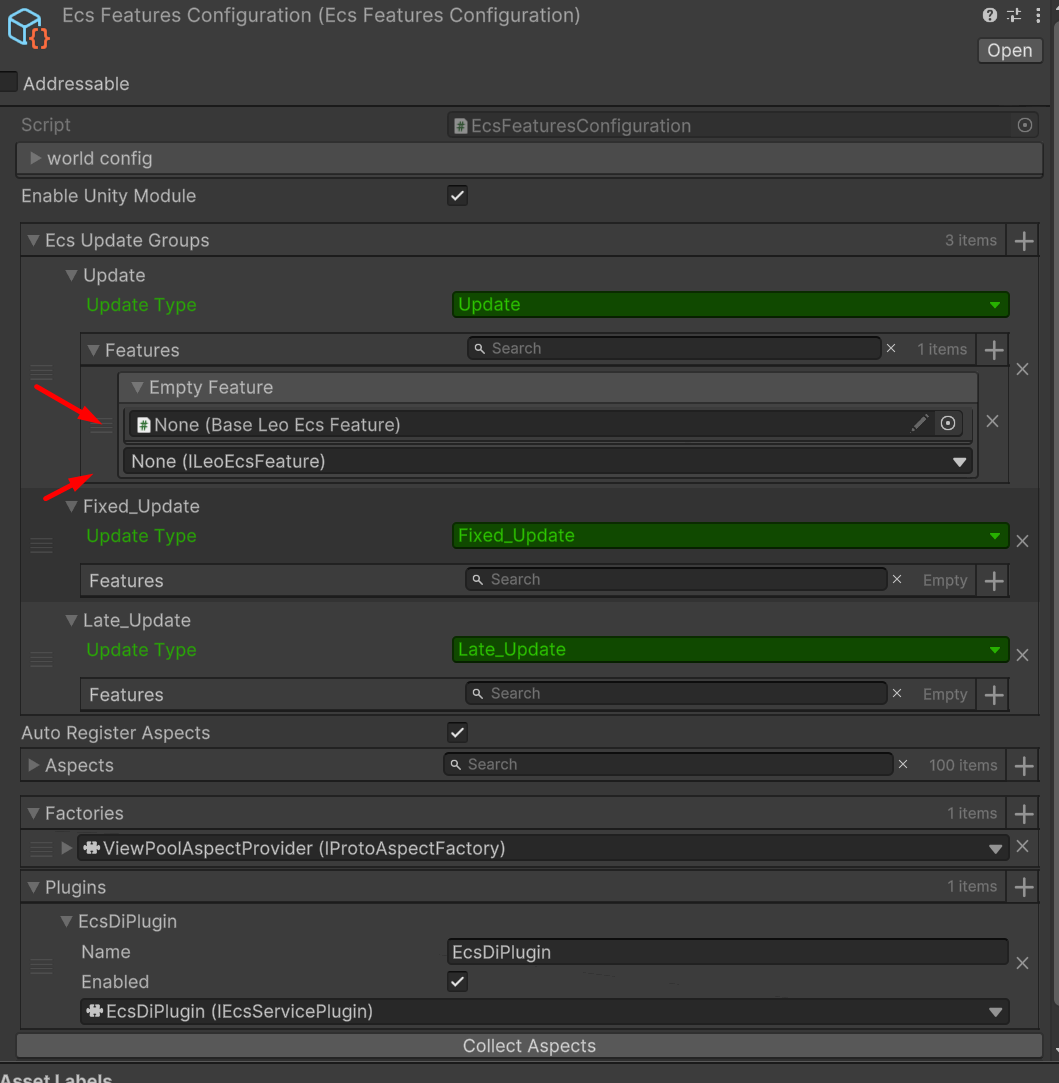 Ecs Features Configuration (Ecs Features Configuration)
Open
Addressable
Script
# EcsFeaturesConfiguration
world config
Enable Unity Module
Ecs Update Groups 3 items
Update
Update Type Update
Features Search 1 items
Empty Feature
# None (Base Leo Ecs Feature)
None (ILeoEcsFeature)
Fixed_Update
Update Type Fixed_Update
Features Search Empty
Late_Update
Update Type Late_Update
Features Search Empty
Auto Register Aspects
Aspects Search 100 items
Factories 1 items
ViewPoolAspectProvider (IProtoAspectFactory)
Plugins 1 items
EcsDiPlugin
Name EcsDiPlugin
Enabled
EcsDiPlugin (IEcsServicePlugin)
Collect Aspects
Asset Labels